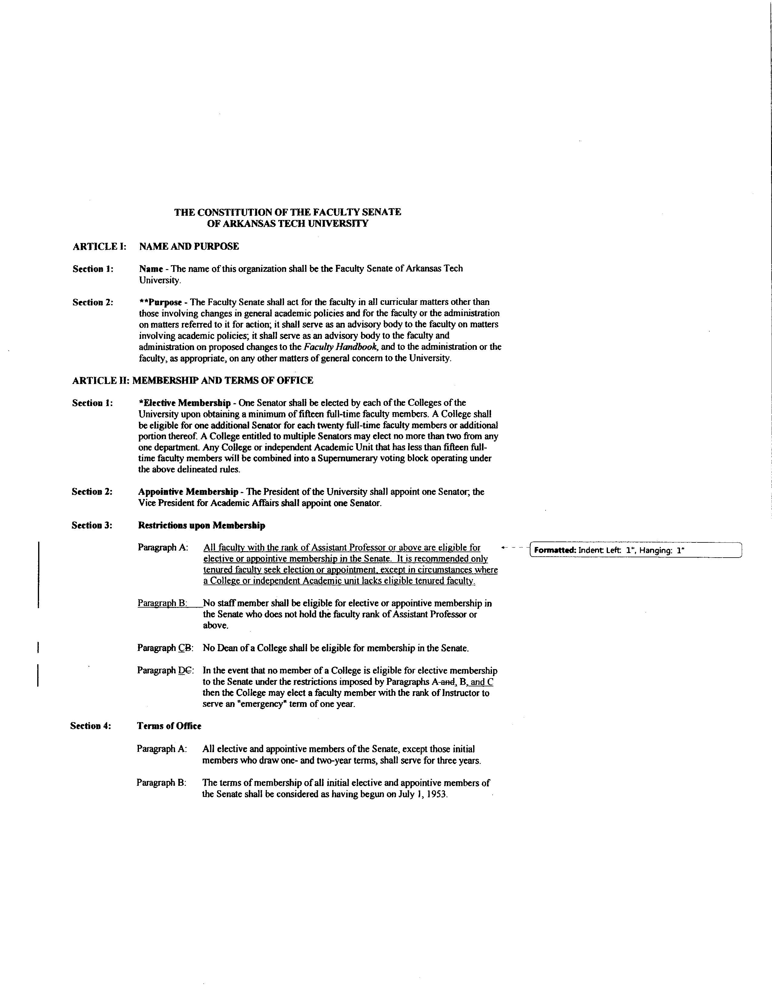 THE CONSTITUTION OF THE FACULTY SENATE
OF ARKANSAS TECH UNIVERSITY
ARTICLE I: NAME AND PURPOSE
Section 1: Name - The name of this organization shall be the Faculty Senate of Arkansas Tech
University.
Section 2: **Purpose - The Faculty Senate shall act for the faculty in all curricular matters other than
those involving changes in general academic policies and for the faculty or the administration
on matters referred to it for action; it shall serve as an advisory body to the faculty on matters
involving academic policies; it shall serve as an advisory body to the faculty and
administration on proposed changes to the Faculty Handbook, and to the administration or the
faculty, as appropriate, on any other matters of general concern to the University.
ARTICLE II: MEMBERSHIP AND TERMS OF OFFICE
Section 1: *Elective Membership - One Senator shall be elected by each of the Colleges of the
University upon obtaining a minimum of fifteen full-time faculty members. A College shall
be eligible for one additional Senator for each twenty full-time faculty members or additional
portion thereof. A College entitled to multiple Senators may elect no more than two from any
one department. Any College or independent Academic Unit that has less than fifteen full-
time faculty members will be combined into a Supernumerary voting block operating under
the above delineated rules.
Section 2: Appointive Membership - The President of the University shall appoint one Senator; the
Vice President for Academic Affairs shall appoint one Senator.
Section 3: Restrictions upon Membership
Paragraph A: All faculty with the rank of Assistant Professor or above are eligible for
elective or appointive membership in the Senate. It is recommended only
tenured faculty seek election or appointment, except in circumstances where
a College or independent Academic unit lacks eligible tenured faculty.
Formatted: Indent: Left: 1", Hanging: 1"
Paragraph B: No staff member shall be eligible for elective or appointive membership in
the Senate who does not hold the faculty rank of Assistant Professor or
above.
Paragraph CB: No Dean of a College shall be eligible for membership in the Senate.
Paragraph DC: In the event that no member of a College is eligible for elective membership
to the Senate under the restrictions imposed by Paragraphs A and, B, and C
then the College may elect a faculty member with the rank of Instructor to
serve an "emergency" term of one year.
Section 4: Terms of Office
Paragraph A: All elective and appointive members of the Senate, except those initial
members who draw one- and two-year terms, shall serve for three years.
Paragraph B: The terms of membership of all initial elective and appointive members of
the Senate shall be considered as having begun on July 1, 1953.